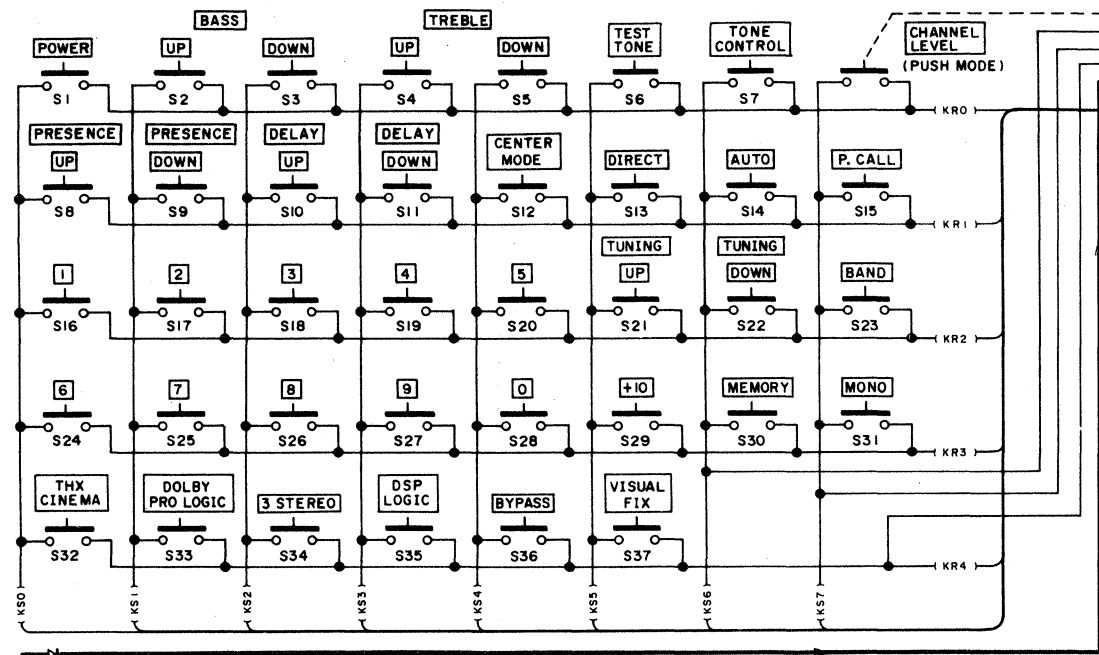 BASS
TREBLE
POWER UP DOWN UP DOWN TEST TONE TONE CONTROL CHANNEL LEVEL
(PUSH MODE)
S1 S2 S3 S4 S5 S6 S7
KR0
PRESENCE PRESENCE DELAY DELAY CENTER MODE DIRECT AUTO P. CALL
UP DOWN UP DOWN
S8 S9 S10 S11 S12 S13 S14 S15
KR1
TUNING TUNING
1 2 3 4 5 UP DOWN BAND
S16 S17 S18 S19 S20 S21 S22 S23
KR2
6 7 8 9 0 +10 MEMORY MONO
S24 S25 S26 S27 S28 S29 S30 S31
KR3
THX CINEMA DOLBY PRO LOGIC 3 STEREO DSP LOGIC BYPASS VISUAL FIX
S32 S33 S34 S35 S36 S37
KR4
KS0 KS1 KS2 KS3 KS4 KS5 KS6 KS7